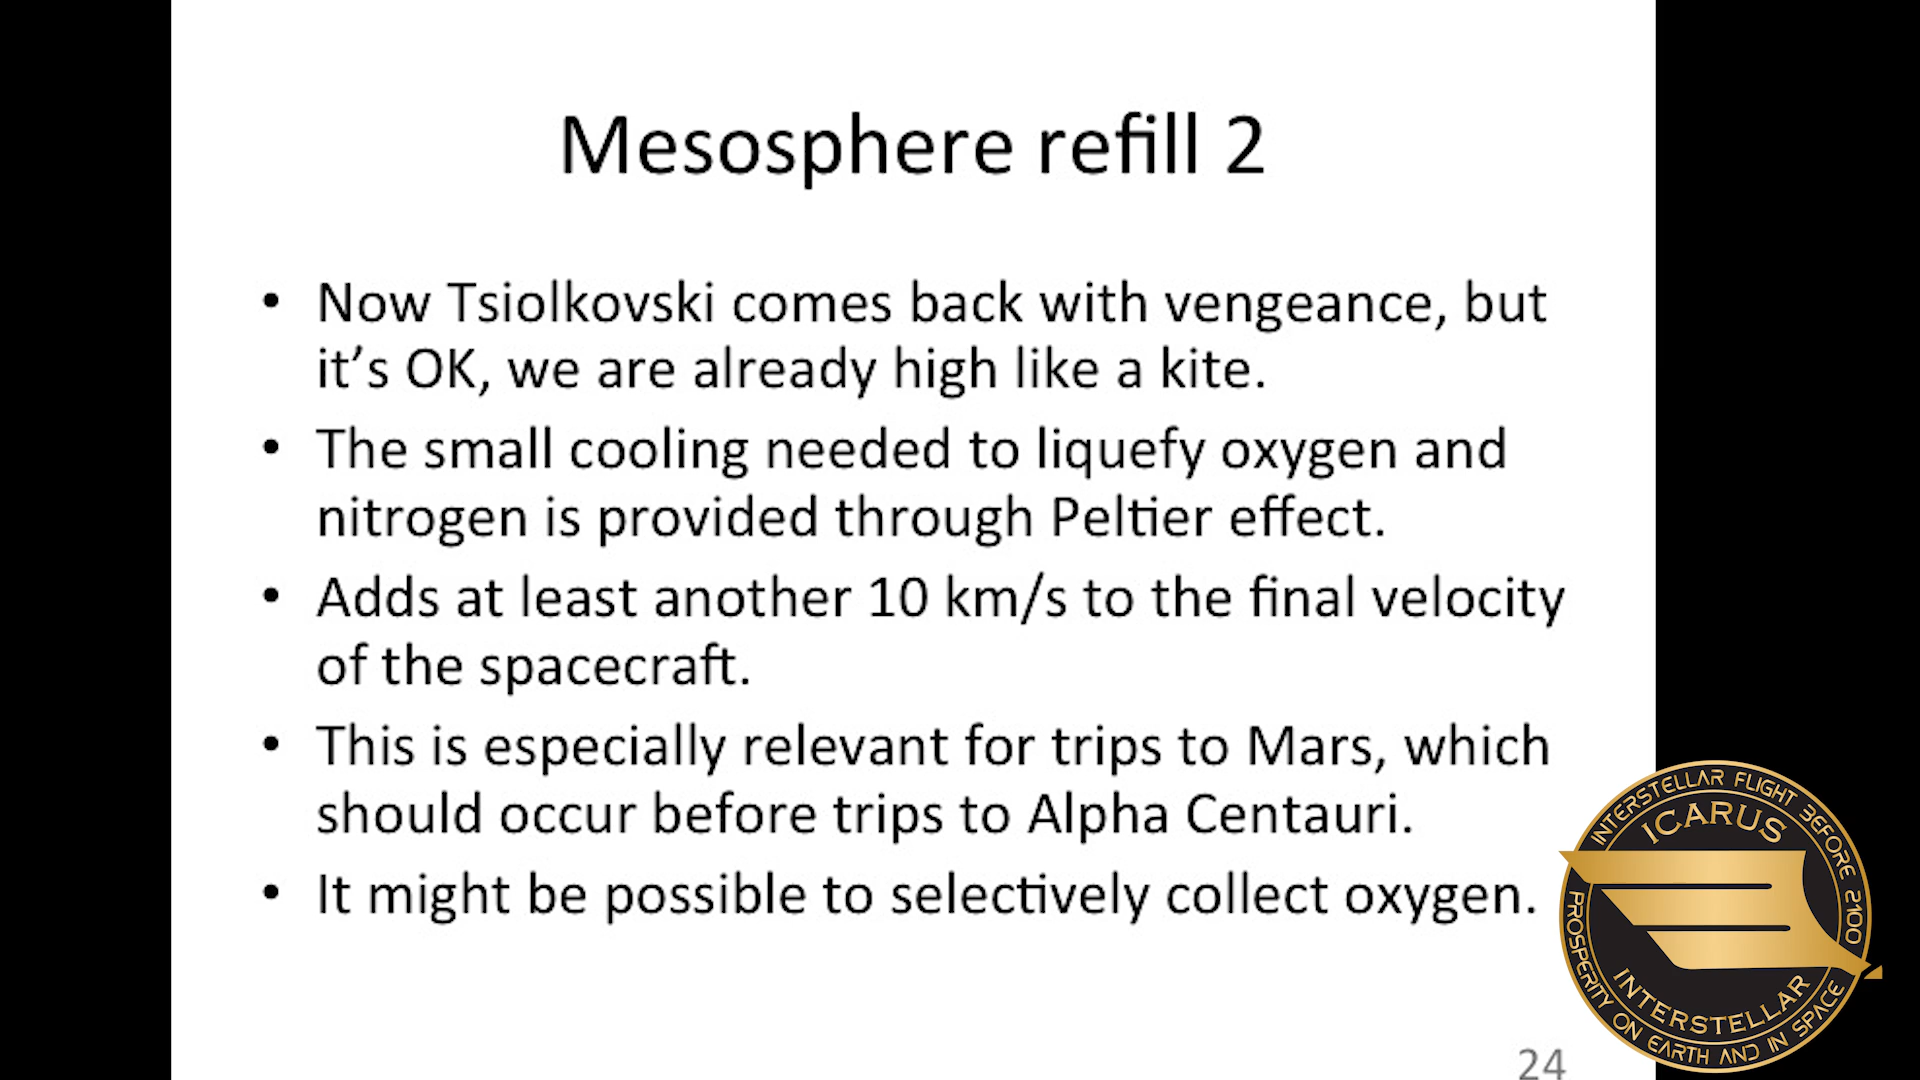 Mesosphere refill 2
• Now Tsiolkovski comes back with vengeance, but
it’s OK, we are already high like a kite.
• The small cooling needed to liquefy oxygen and
nitrogen is provided through Peltier effect.
• Adds at least another 10 km/s to the final velocity
of the spacecraft.
• This is especially relevant for trips to Mars, which
should occur before trips to Alpha Centauri.
• It might be possible to selectively collect oxygen.
INTERSTELLAR FLIGHT BEFORE 2100
ICARUS
INTERSTELLAR
PROSPERITY ON EARTH AND IN SPACE
24